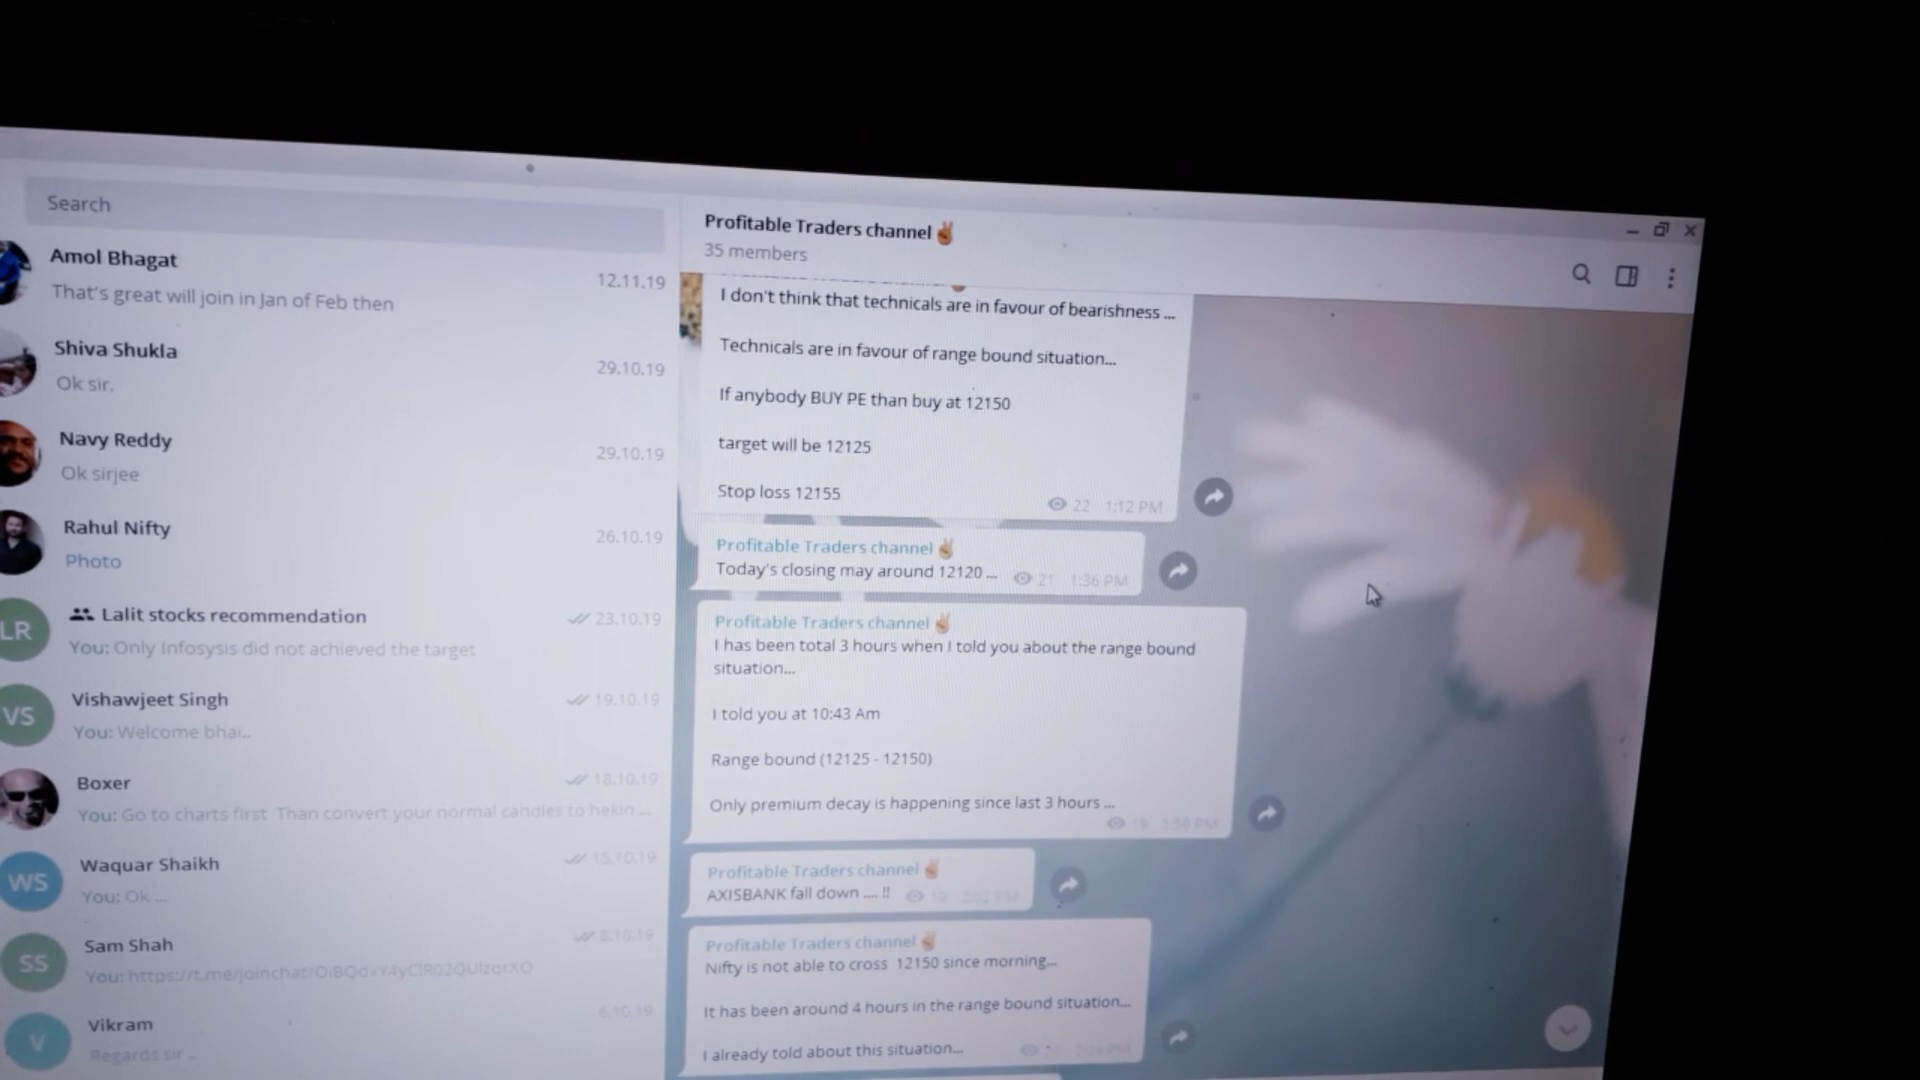 Search
Amol Bhagat
12.11.19
That's great will join in Jan of Feb then
Shiva Shukla
29.10.19
Ok sir.
Navy Reddy
29.10.19
Ok sirjee
Rahul Nifty
26.10.19
Photo
LR
Lalit stocks recommendation
23.10.19
You: Only Infosysis did not achieved the target
VS
Vishawjeet Singh
19.10.19
You: Welcome bhai..
Boxer
18.10.19
You: Go to charts first Than convert your normal candles to hekin ...
WS
Waquar Shaikh
15.10.19
You: Ok ...
SS
Sam Shah
8.10.19
You:
V
Vikram
6.10.19
Regards sir ..
Profitable Traders channel ✌
35 members
I don't think that technicals are in favour of bearishness ...
Technicals are in favour of range bound situation...
If anybody BUY PE than buy at 12150
target will be 12125
Stop loss 12155
22 1:12 PM
Profitable Traders channel ✌
Today's closing may around 12120 ...
21 1:36 PM
Profitable Traders channel ✌
I has been total 3 hours when I told you about the range bound
situation...
I told you at 10:43 Am
Range bound (12125 - 12150)
Only premium decay is happening since last 3 hours ...
Profitable Traders channel ✌
AXISBANK fall down .... !!
Profitable Traders channel ✌
Nifty is not able to cross 12150 since morning...
It has been around 4 hours in the range bound situation...
I already told about this situation...